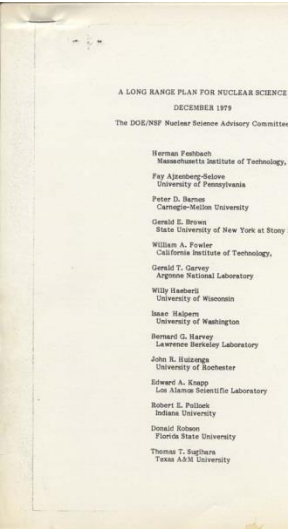 A LONG RANGE PLAN FOR NUCLEAR SCIENCE
DECEMBER 1979
The DOE/NSF Nuclear Science Advisory Committee
Herman Feshbach
Massachusetts Institute of Technology,
Fay Ajzenberg-Selove
University of Pennsylvania
Peter D. Barnes
Carnegie-Mellon University
Gerald E. Brown
State University of New York at Stony
William A. Fowler
California Institute of Technology,
Gerald T. Garvey
Argonne National Laboratory
Willy Haeberli
University of Wisconsin
Isaac Halpern
University of Washington
Bernard G. Harvey
Lawrence Berkeley Laboratory
John R. Huizenga
University of Rochester
Edward A. Knapp
Los Alamos Scientific Laboratory
Robert E. Pollock
Indiana University
Donald Robson
Florida State University
Thomas T. Sugihara
Texas A&M University